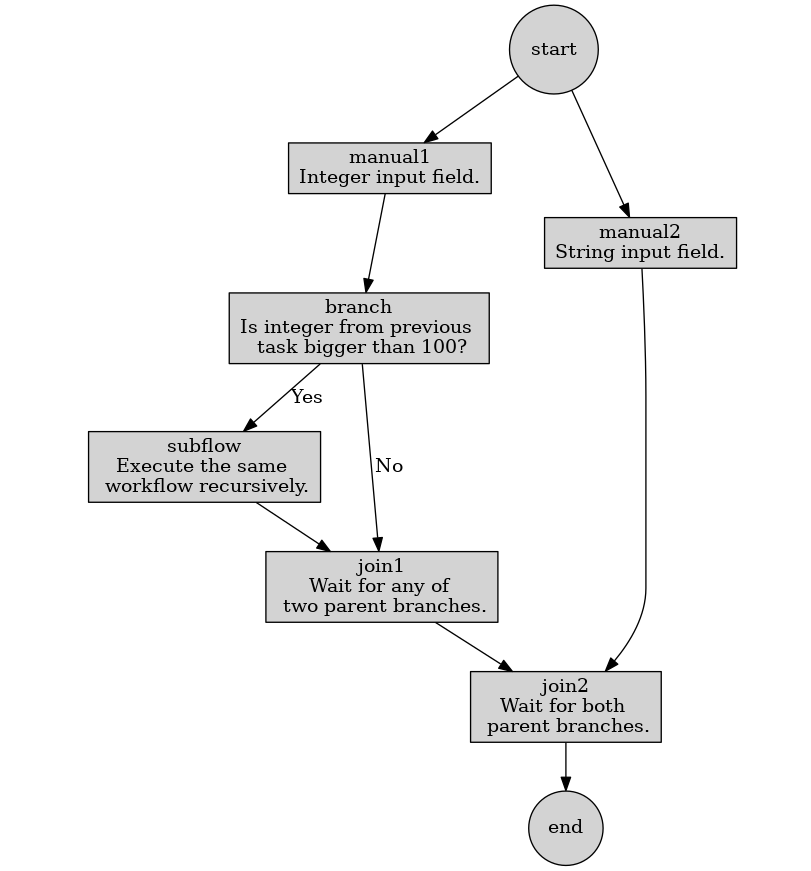 start
manual1
Integer input field.
manual2
String input field.
branch
Is integer from previous
task bigger than 100?
Yes
subflow
Execute the same
workflow recursively.
No
join1
Wait for any of
two parent branches.
join2
Wait for both
parent branches.
end